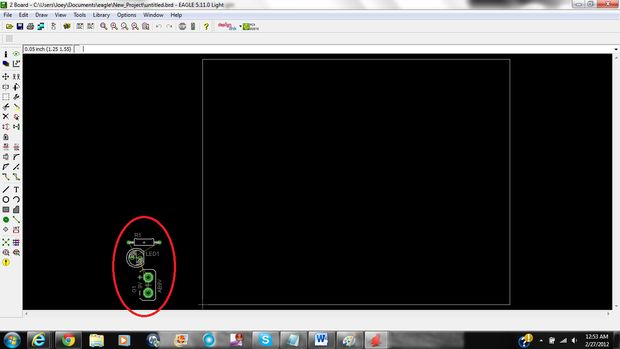 2 Board - C:\Users\Joey\Documents\eagle\New_Project\untitled.brd - EAGLE 5.11.0 Light
File Edit Draw View Tools Library Options Window Help
0.05 inch (1.25 1.55)
R1
LED1
AB9V
12:53 AM
2/27/2012